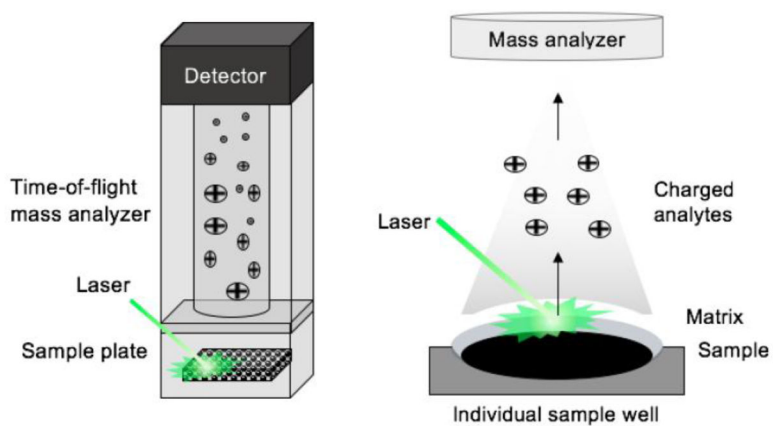 Detector
Time-of-flight
mass analyzer
Laser
Sample plate
Mass analyzer
Charged
analytes
Laser
Matrix
Sample
Individual sample well